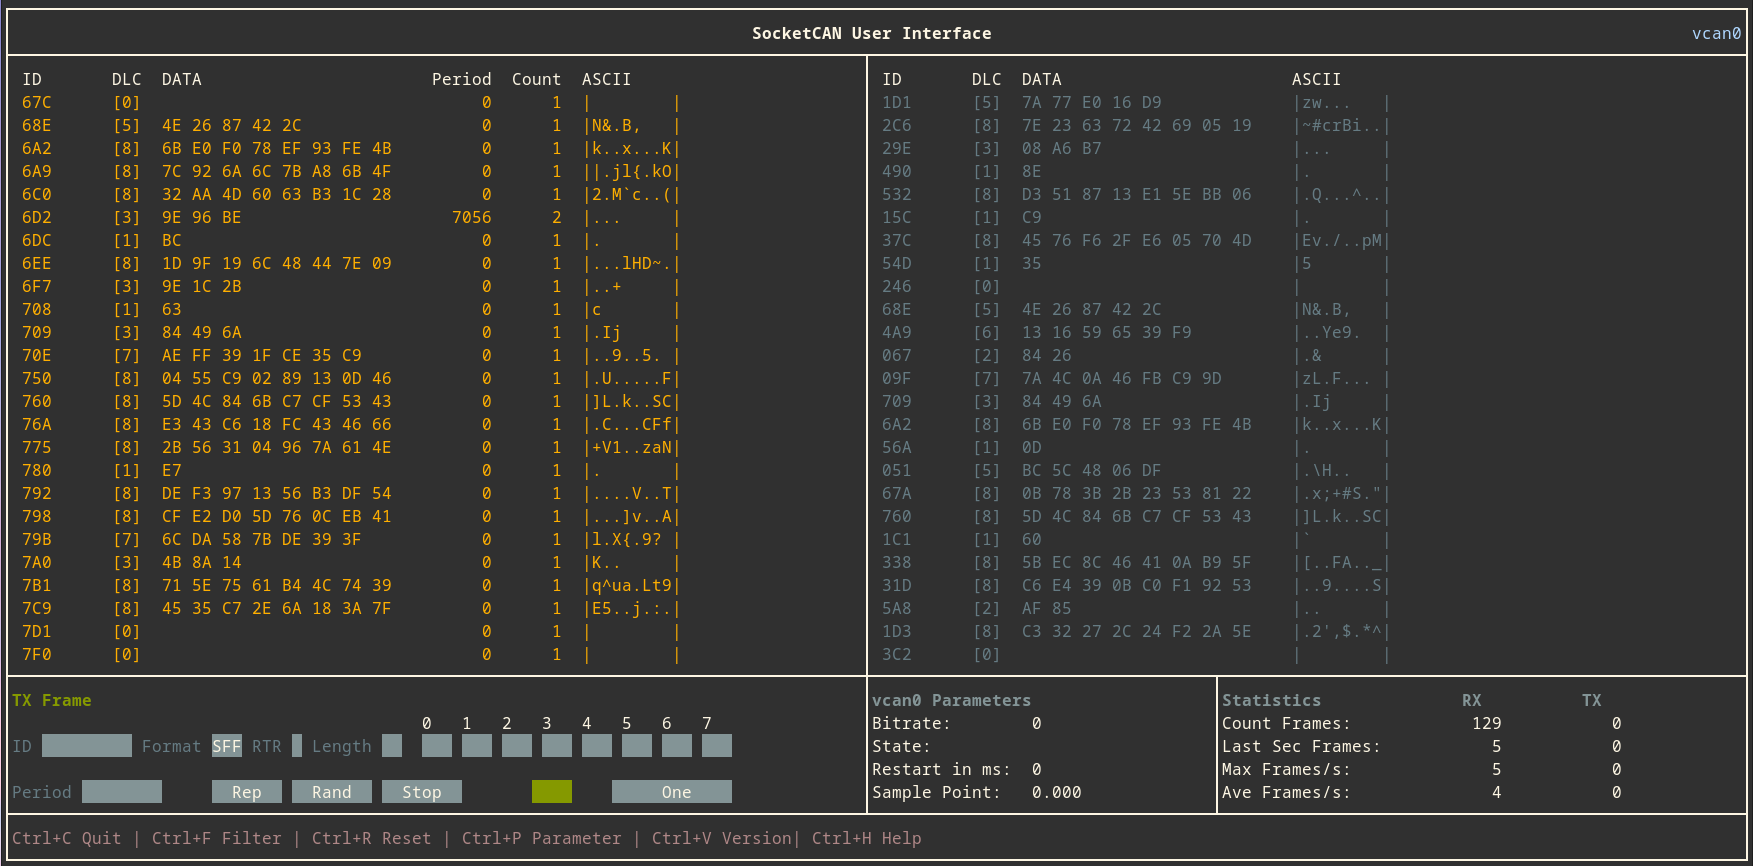 SocketCAN User Interface vcan0
ID DLC DATA Period Count ASCII
67C [0] 0 1 | |
68E [5] 4E 26 87 42 2C 0 1 |N&.B, |
6A2 [8] 6B E0 F0 78 EF 93 FE 4B 0 1 |k..x...K|
6A9 [8] 7C 92 6A 6C 7B A8 6B 4F 0 1 ||.jl{.kO|
6C0 [8] 32 AA 4D 60 63 B3 1C 28 0 1 |2.M`c..(|
6D2 [3] 9E 96 BE 7056 2 |... |
6DC [1] BC 0 1 |. |
6EE [8] 1D 9F 19 6C 48 44 7E 09 0 1 |...lHD~.|
6F7 [3] 9E 1C 2B 0 1 |..+ |
708 [1] 63 0 1 |c |
709 [3] 84 49 6A 0 1 |.Ij |
70E [7] AE FF 39 1F CE 35 C9 0 1 |..9..5. |
750 [8] 04 55 C9 02 89 13 0D 46 0 1 |.U.....F|
760 [8] 5D 4C 84 6B C7 CF 53 43 0 1 |]L.k..SC|
76A [8] E3 43 C6 18 FC 43 46 66 0 1 |.C...CFf|
775 [8] 2B 56 31 04 96 7A 61 4E 0 1 |+V1..zaN|
780 [1] E7 0 1 |. |
792 [8] DE F3 97 13 56 B3 DF 54 0 1 |....V..T|
798 [8] CF E2 D0 5D 76 0C EB 41 0 1 |...]v..A|
79B [7] 6C DA 58 7B DE 39 3F 0 1 |l.X{.9? |
7A0 [3] 4B 8A 14 0 1 |K.. |
7B1 [8] 71 5E 75 61 B4 4C 74 39 0 1 |q^ua.Lt9|
7C9 [8] 45 35 C7 2E 6A 18 3A 7F 0 1 |E5..j.:.|
7D1 [0] 0 1 | |
7F0 [0] 0 1 | |
ID DLC DATA ASCII
1D1 [5] 7A 77 E0 16 D9 |zw... |
2C6 [8] 7E 23 63 72 42 69 05 19 |~#crBi..|
29E [3] 08 A6 B7 |... |
490 [1] 8E |. |
532 [8] D3 51 87 13 E1 5E BB 06 |.Q...^..|
15C [1] C9 |. |
37C [8] 45 76 F6 2F E6 05 70 4D |Ev./..pM|
54D [1] 35 |5 |
246 [0] | |
68E [5] 4E 26 87 42 2C |N&.B, |
4A9 [6] 13 16 59 65 39 F9 |..Ye9. |
067 [2] 84 26 |.& |
09F [7] 7A 4C 0A 46 FB C9 9D |zL.F... |
709 [3] 84 49 6A |.Ij |
6A2 [8] 6B E0 F0 78 EF 93 FE 4B |k..x...K|
56A [1] 0D |. |
051 [5] BC 5C 48 06 DF |.\H.. |
67A [8] 0B 78 3B 2B 23 53 81 22 |.x;+#S."|
760 [8] 5D 4C 84 6B C7 CF 53 43 |]L.k..SC|
1C1 [1] 60 |` |
338 [8] 5B EC 8C 46 41 0A B9 5F |[..FA.._|
31D [8] C6 E4 39 0B C0 F1 92 53 |..9....S|
5A8 [2] AF 85 |.. |
1D3 [8] C3 32 27 2C 24 F2 2A 5E |.2',$.*^|
3C2 [0] | |
TX Frame
0 1 2 3 4 5 6 7
ID Format SFF RTR Length
Period Rep Rand Stop One
vcan0 Parameters
Bitrate: 0
State:
Restart in ms: 0
Sample Point: 0.000
Statistics RX TX
Count Frames: 129 0
Last Sec Frames: 5 0
Max Frames/s: 5 0
Ave Frames/s: 4 0
Ctrl+C Quit | Ctrl+F Filter | Ctrl+R Reset | Ctrl+P Parameter | Ctrl+V Version| Ctrl+H Help